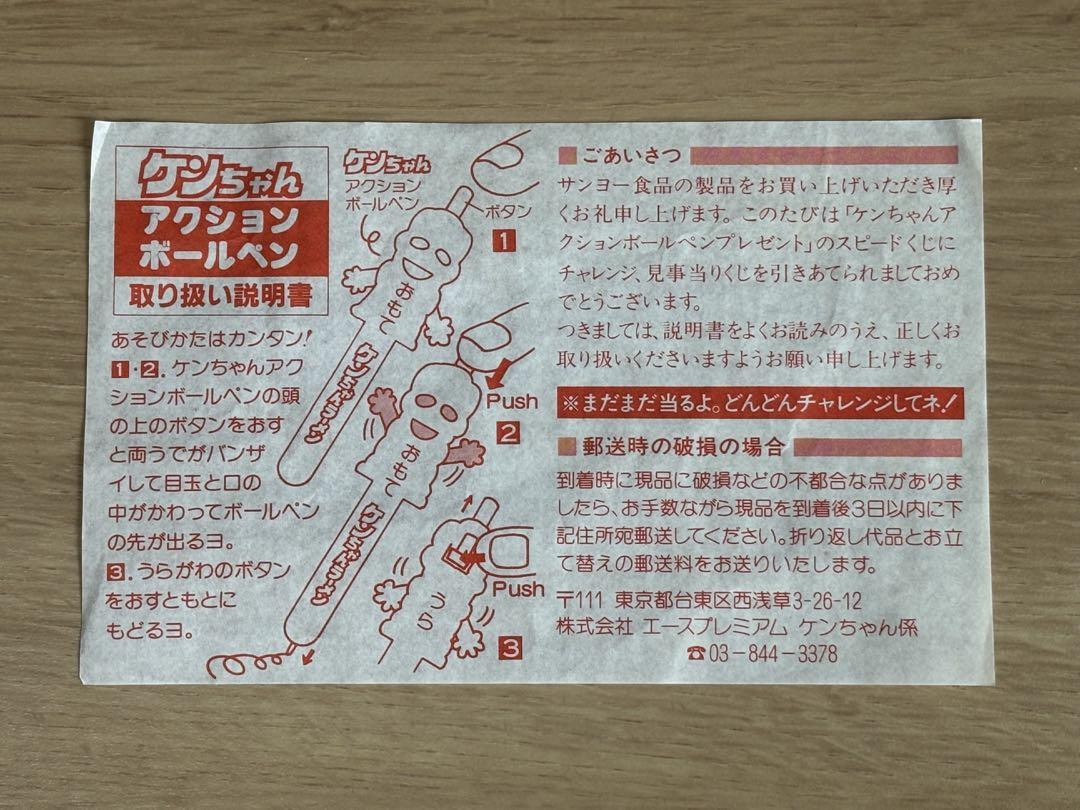 ケンちゃん
アクション
ボールペン
取り扱い説明書
あそびかたはカンタン!
1・2．ケンちゃんアク
ションボールペンの頭
の上のボタンをおす
と両うでがバンザ
イして目玉と口の
中がかわってボールペン
の先が出るヨ。
3．うらがわのボタン
をおすともとに
もどるヨ。
ケンちゃん
アクション
ボールペン
ボタン
1
おもて
ケンちゃんラーメン
Push
2
おもて
ケンちゃんラーメン
Push
うら
3
ごあいさつ
サンヨー食品の製品をお買い上げいただき厚
くお礼申し上げます。このたびは「ケンちゃんア
クションボールペンプレゼント」のスピードくじに
チャレンジ、見事当りくじを引きあてられましておめ
でとうございます。
つきましては、説明書をよくお読みのうえ、正しくお
取り扱いくださいますようお願い申し上げます。
※まだまだ当るよ。どんどんチャレンジしてネ!
郵送時の破損の場合
到着時に現品に破損などの不都合な点がありま
したら、お手数ながら現品を到着後3日以内に下
記住所宛郵送してください。折り返し代品とお立
て替えの郵送料をお送りいたします。
〒111 東京都台東区西浅草3-26-12
株式会社 エースプレミアム ケンちゃん係
☎03-844-3378